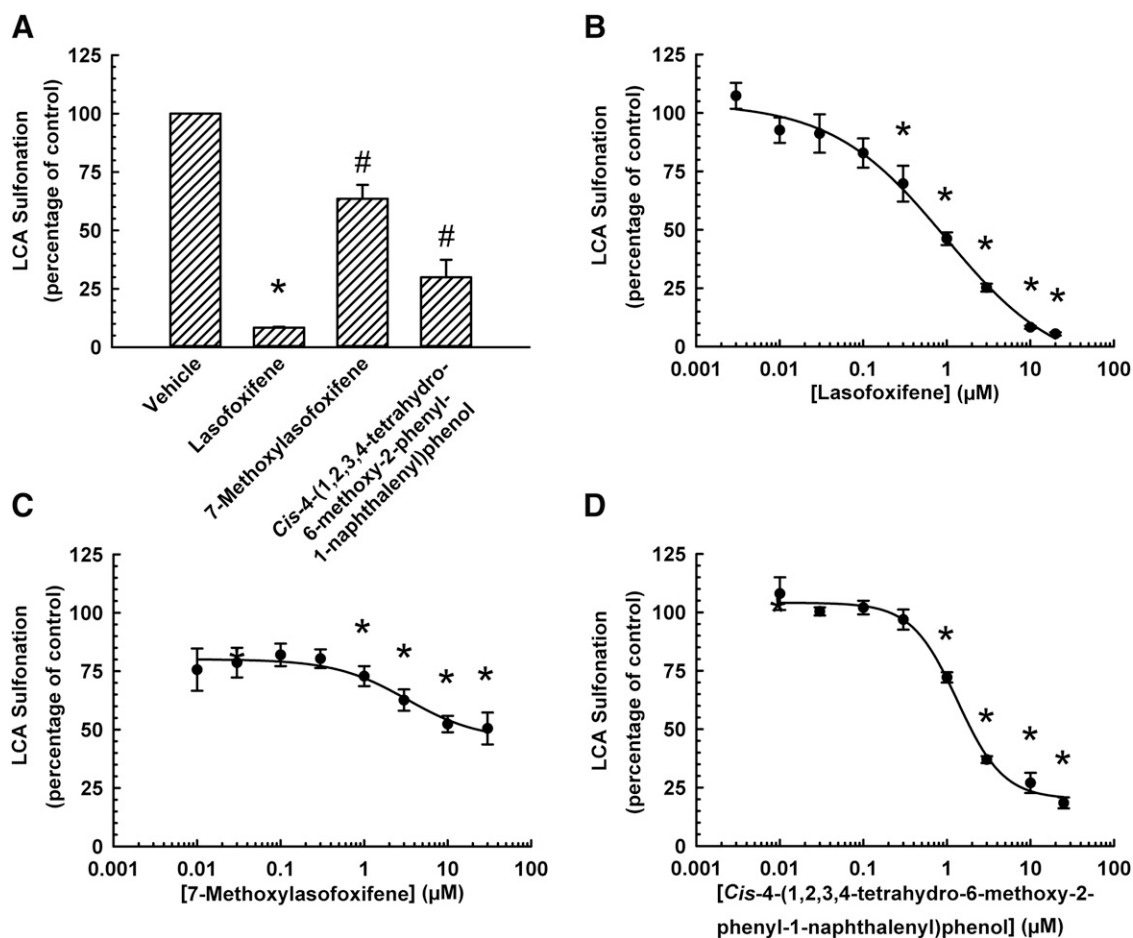 A
LCA Sulfonation
(percentage of control)
125
100
75
50
25
0
*
#
#
Vehicle
Lasofoxifene
7-Methoxylasofoxifene
Cis-4-(1,2,3,4-tetrahydro-
6-methoxy-2-phenyl-
1-naphthalenyl)phenol
B
LCA Sulfonation
(percentage of control)
125
100
75
50
25
0
* * * * *
0.001 0.01 0.1 1 10 100
[Lasofoxifene] (µM)
C
LCA Sulfonation
(percentage of control)
125
100
75
50
25
0
* * * *
0.001 0.01 0.1 1 10 100
[7-Methoxylasofoxifene] (µM)
D
LCA Sulfonation
(percentage of control)
125
100
75
50
25
0
* * * *
0.001 0.01 0.1 1 10 100
[Cis-4-(1,2,3,4-tetrahydro-6-methoxy-2-
phenyl-1-naphthalenyl)phenol] (µM)